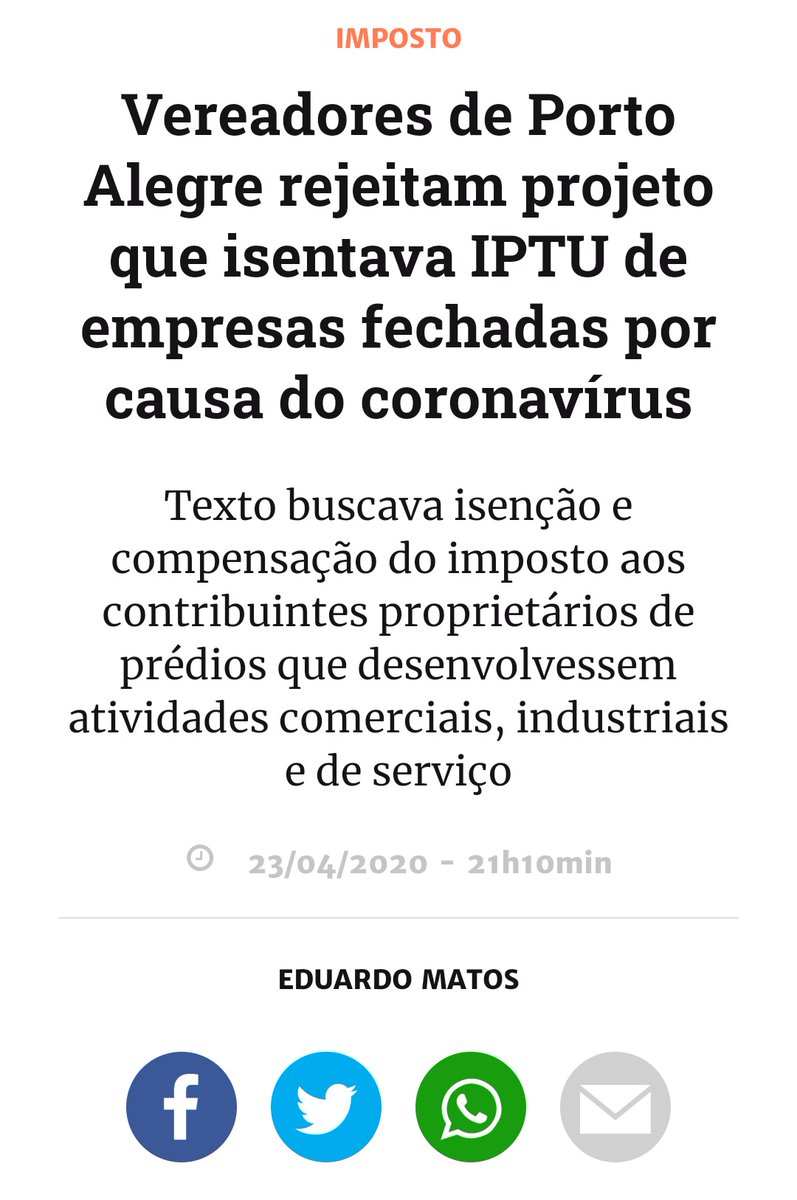 IMPOSTO
Vereadores de Porto
Alegre rejeitam projeto
que isentava IPTU de
empresas fechadas por
causa do coronavírus
Texto buscava isenção e
compensação do imposto aos
contribuintes proprietários de
prédios que desenvolvessem
atividades comerciais, industriais
e de serviço
23/04/2020 - 21h10min
EDUARDO MATOS